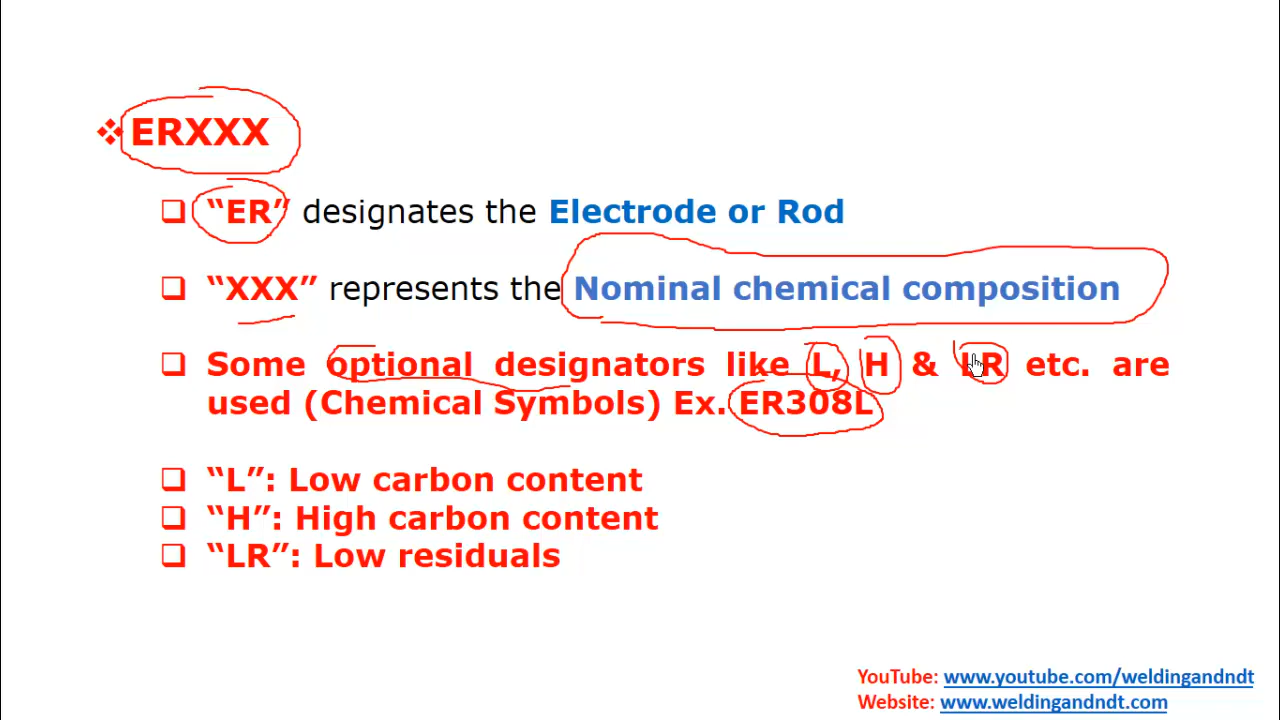 ERXXX
“ER” designates the Electrode or Rod
“XXX” represents the Nominal chemical composition
Some optional designators like L, H & LR etc. are
used (Chemical Symbols) Ex. ER308L
“L”: Low carbon content
“H”: High carbon content
“LR”: Low residuals
YouTube: www.youtube.com/weldingandndt
Website: www.weldingandndt.com